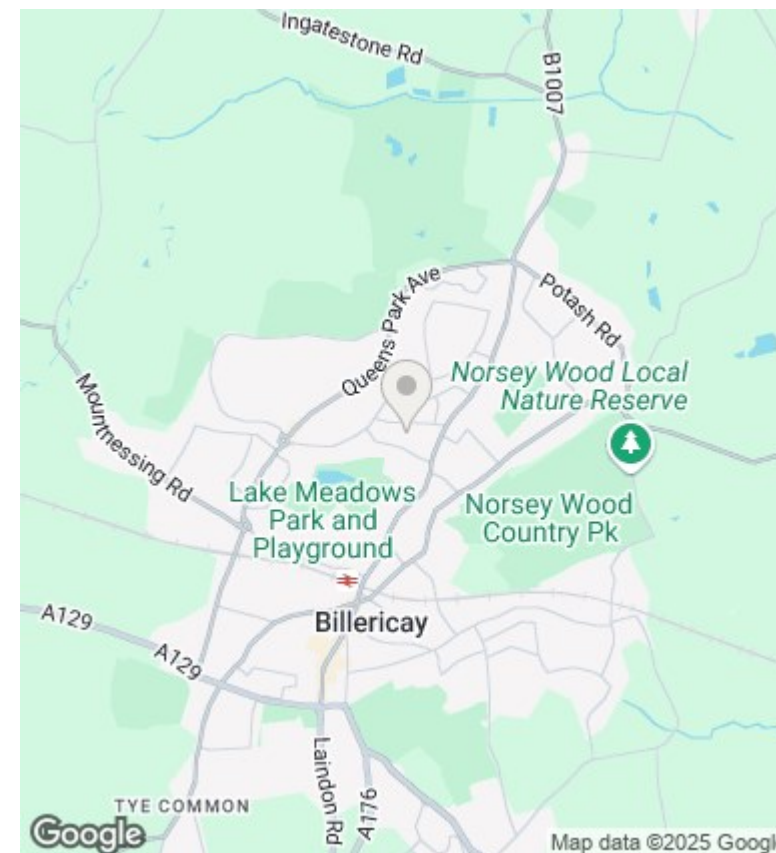 Ingatestone Rd
B1007
Queens Park Ave
Potash Rd
Norsey Wood Local
Nature Reserve
Mountnessing Rd
Lake Meadows
Park and
Playground
Norsey Wood
Country Pk
Billericay
A129
A129
Laindon Rd
A176
TYE COMMON
Google
Map data ©2025 Googl